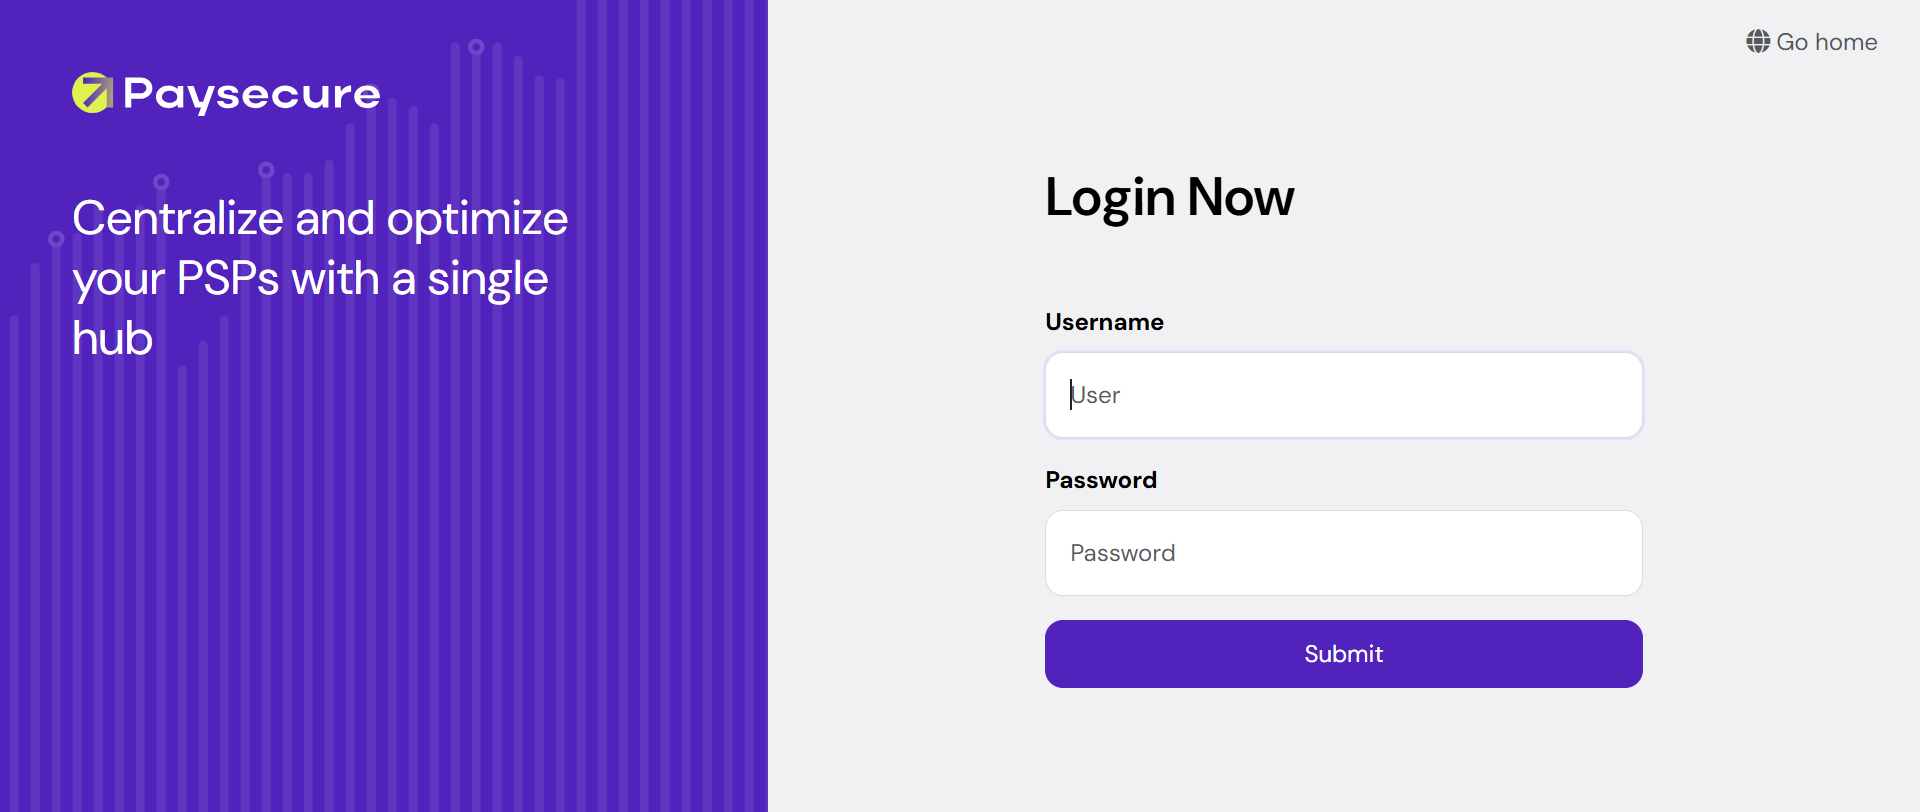 Paysecure
Centralize and optimize
your PSPs with a single
hub
Go home
Login Now
Username
User
Password
Password
Submit